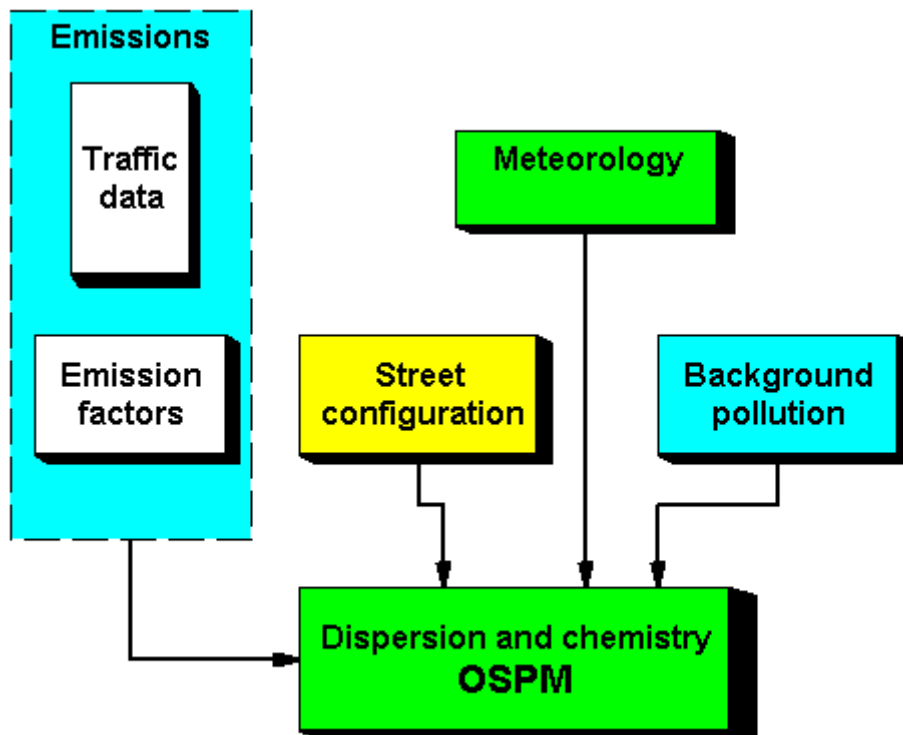 Emissions
Traffic
data
Emission
factors
Meteorology
Street
configuration
Background
pollution
Dispersion and chemistry
OSPM